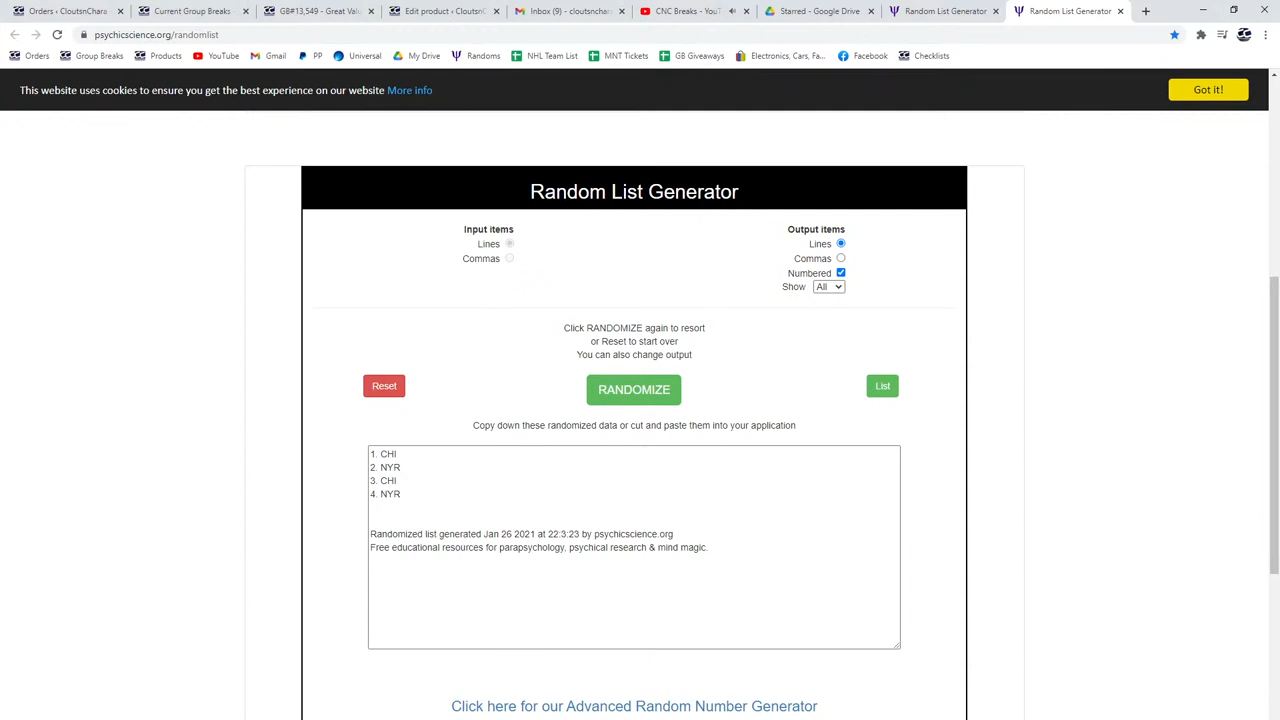 Orders ‹ CloutsnChara
Current Group Breaks
GB#13,549 - Great Valu
Edit product ‹ Cloutsn(
Inbox (9) - cloutsnchar
CNC Breaks - YouT
Starred - Google Drive
Random List Generator
Random List Generator
psychicscience.org/randomlist
Orders
Group Breaks
Products
YouTube
Gmail
PP
Universal
My Drive
Randoms
NHL Team List
MNT Tickets
GB Giveaways
Electronics, Cars, Fa...
Facebook
Checklists
This website uses cookies to ensure you get the best experience on our website More info
Got it!
Random List Generator
Input items
Lines
Commas
Output items
Lines
Commas
Numbered
Show All
Click RANDOMIZE again to resort
or Reset to start over
You can also change output
Reset
RANDOMIZE
List
Copy down these randomized data or cut and paste them into your application
1. CHI
2. NYR
3. CHI
4. NYR
Randomized list generated Jan 26 2021 at 22:3:23 by psychicscience.org
Free educational resources for parapsychology, psychical research & mind magic.
Click here for our Advanced Random Number Generator